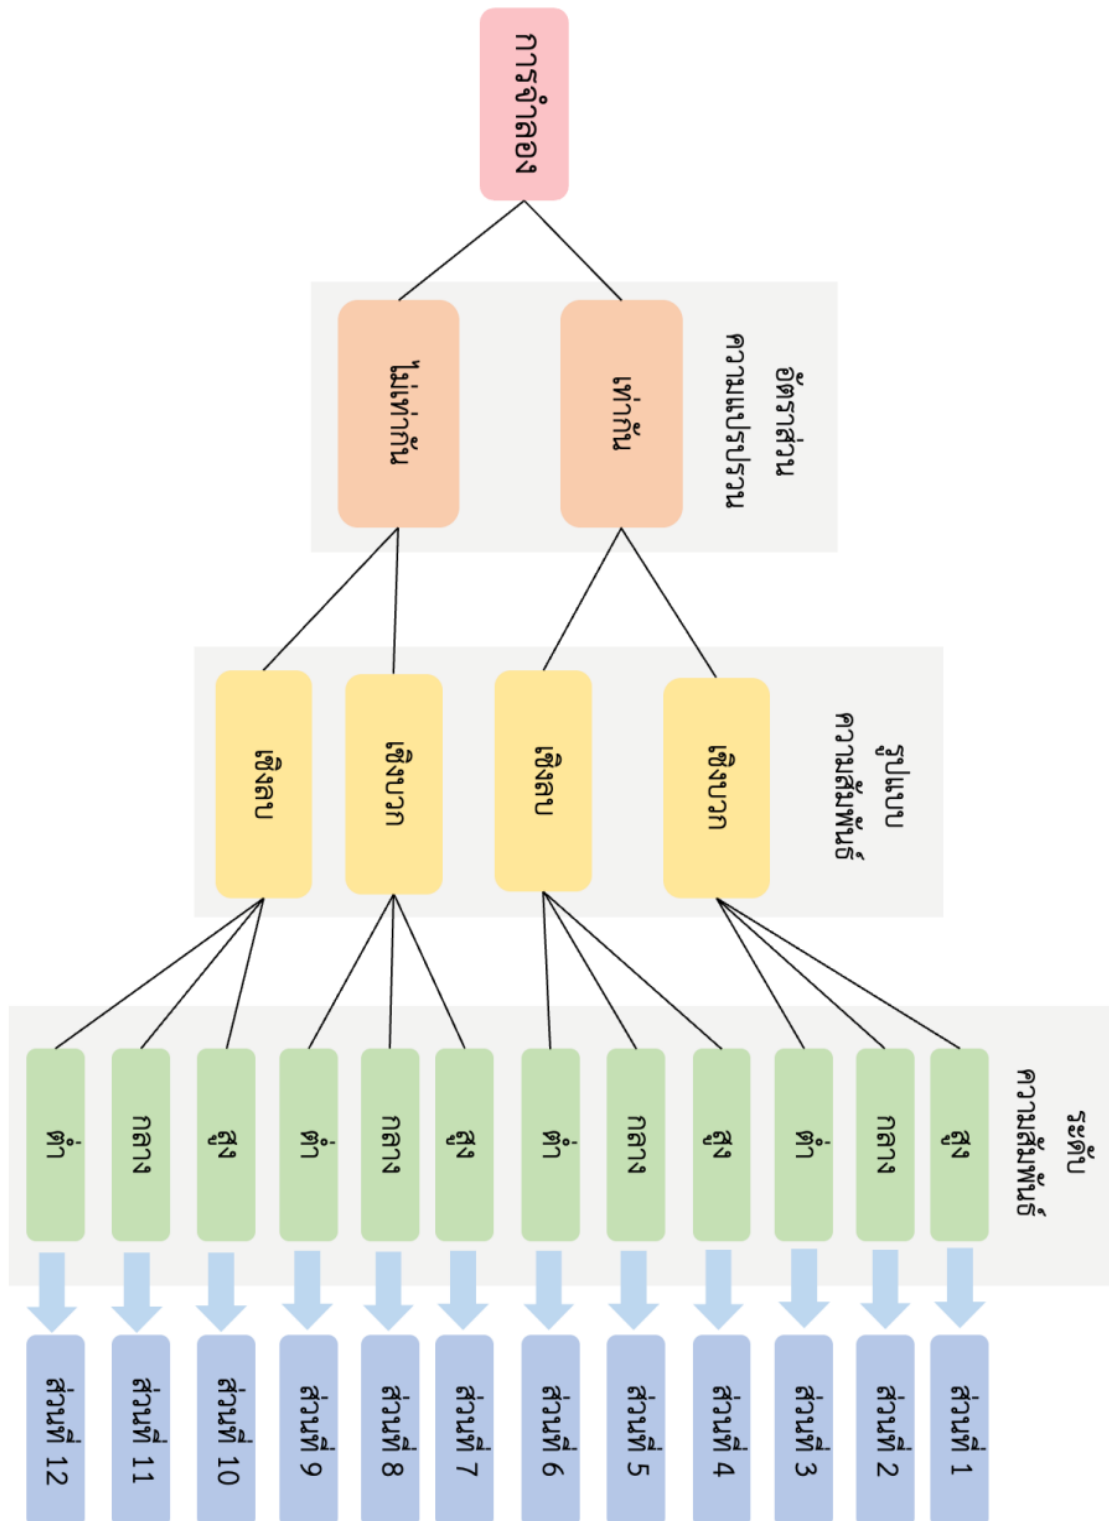 การจำลอง
อัตราส่วน
ความแปรปรวน
เท่ากัน
ไม่เท่ากัน
รูปแบบ
ความสัมพันธ์
เชิงบวก
เชิงลบ
เชิงบวก
เชิงลบ
ระดับ
ความสัมพันธ์
สูง
กลาง
ต่ำ
สูง
กลาง
ต่ำ
สูง
กลาง
ต่ำ
สูง
กลาง
ต่ำ
ส่วนที่ 1
ส่วนที่ 2
ส่วนที่ 3
ส่วนที่ 4
ส่วนที่ 5
ส่วนที่ 6
ส่วนที่ 7
ส่วนที่ 8
ส่วนที่ 9
ส่วนที่ 10
ส่วนที่ 11
ส่วนที่ 12